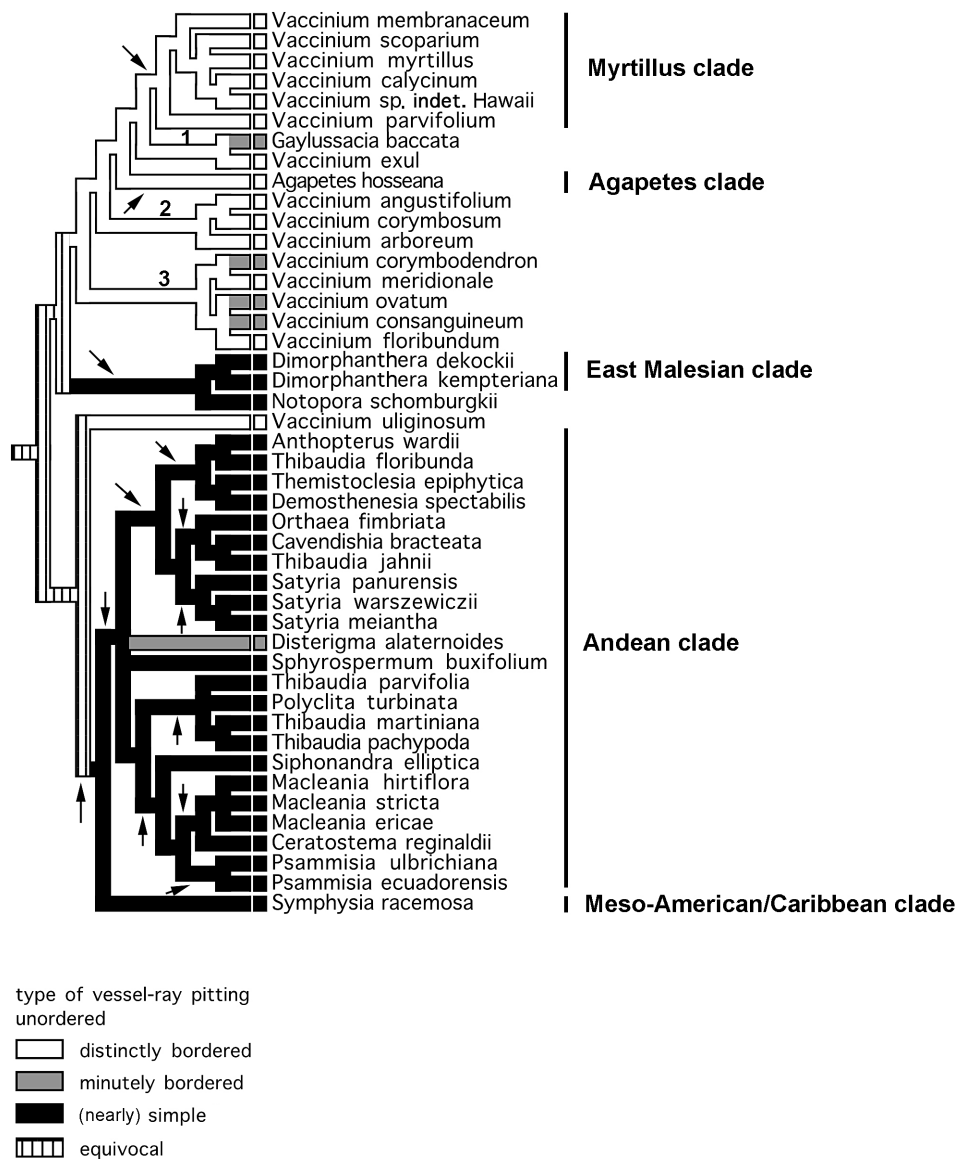 Vaccinium membranaceum
Vaccinium scoparium
Vaccinium myrtillus
Vaccinium calycinum
Vaccinium sp. indet. Hawaii
Vaccinium parvifolium
Myrtillus clade
1
Gaylussacia baccata
Vaccinium exul
Agapetes hosseana
Agapetes clade
2
Vaccinium angustifolium
Vaccinium corymbosum
Vaccinium arboreum
3
Vaccinium corymbodendron
Vaccinium meridionale
Vaccinium ovatum
Vaccinium consanguineum
Vaccinium floribundum
Dimorphanthera dekockii
Dimorphanthera kempteriana
Notopora schomburgkii
East Malesian clade
Vaccinium uliginosum
Anthopterus wardii
Thibaudia floribunda
Themistoclesia epiphytica
Demosthenesia spectabilis
Orthaea fimbriata
Cavendishia bracteata
Thibaudia jahnii
Satyria panurensis
Satyria warszewiczii
Satyria meiantha
Disterigma alaternoides
Andean clade
Sphyrospermum buxifolium
Thibaudia parvifolia
Polyclita turbinata
Thibaudia martiniana
Thibaudia pachypoda
Siphonandra elliptica
Macleania hirtiflora
Macleania stricta
Macleania ericae
Ceratostema reginaldii
Psammisia ulbrichiana
Psammisia ecuadorensis
Symphysia racemosa
Meso-American/Caribbean clade
type of vessel-ray pitting
unordered
distinctly bordered
minutely bordered
(nearly) simple
equivocal